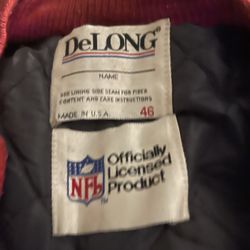 DeLONG®
NAME
SEE LINING SIDE SEAM FOR FIBER
CONTENT AND CARE INSTRUCTIONS
MADE IN U.S.A. 46
NFL
Officially
Licensed
Product